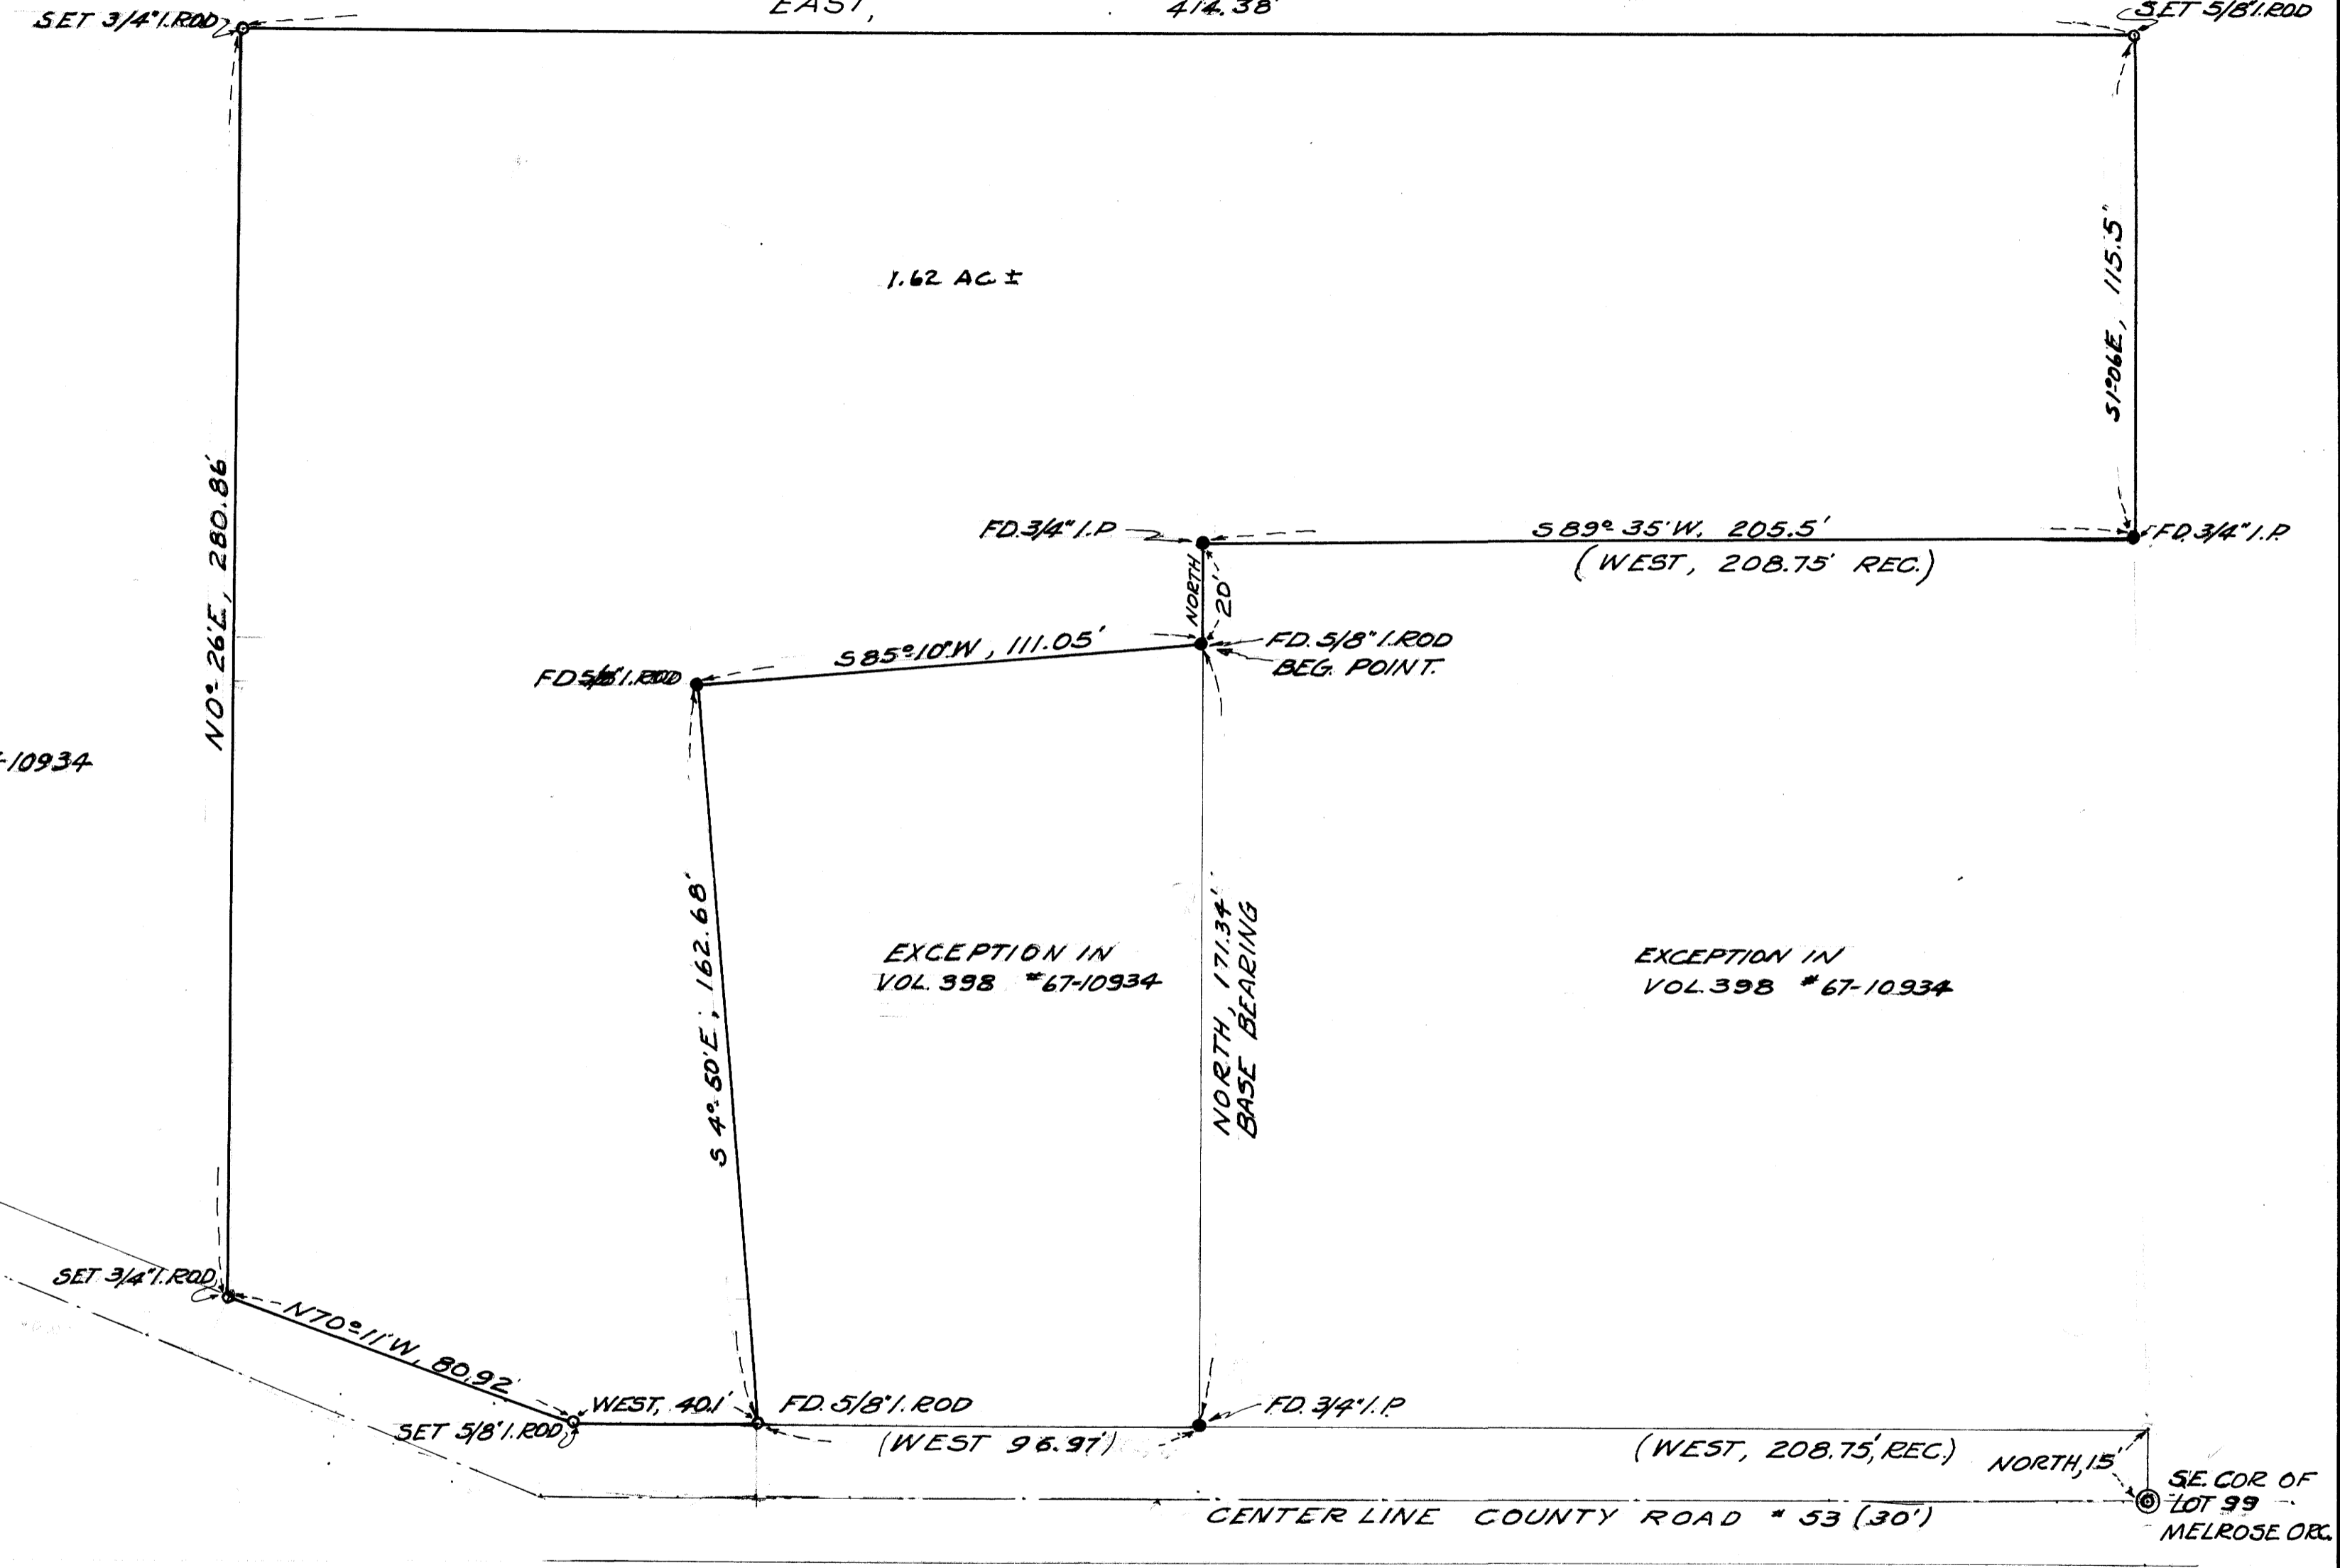 SET 3/4" I.ROD
EAST, 414.38'
SET 5/8" I.ROD
1.62 AC ±
S1°06'E, 115.5'
N0°-26'E, 280.86'
FD. 3/4" I.P.
S89°35'W, 205.5'
(WEST, 208.75' REC.)
FD. 3/4" I.P.
NORTH
20'
S85°10'W, 111.05'
FD. 5/8" I.ROD
BEG. POINT.
FD 5/8" I.ROD
-10934
S 4°-50'E, 162.68'
EXCEPTION IN
VOL. 398 #67-10934
NORTH, 171.34'
BASE BEARING
EXCEPTION IN
VOL. 398 #67-10934
SET 3/4" I.ROD
N70°11'W, 80.92'
WEST, 40.1'
SET 5/8" I.ROD
FD. 5/8" I.ROD
(WEST 96.97')
FD. 3/4" I.P.
(WEST, 208.75', REC.)
NORTH, 15'
SE. COR OF
LOT 99
MELROSE ORC.
CENTER LINE COUNTY ROAD # 53 (30')